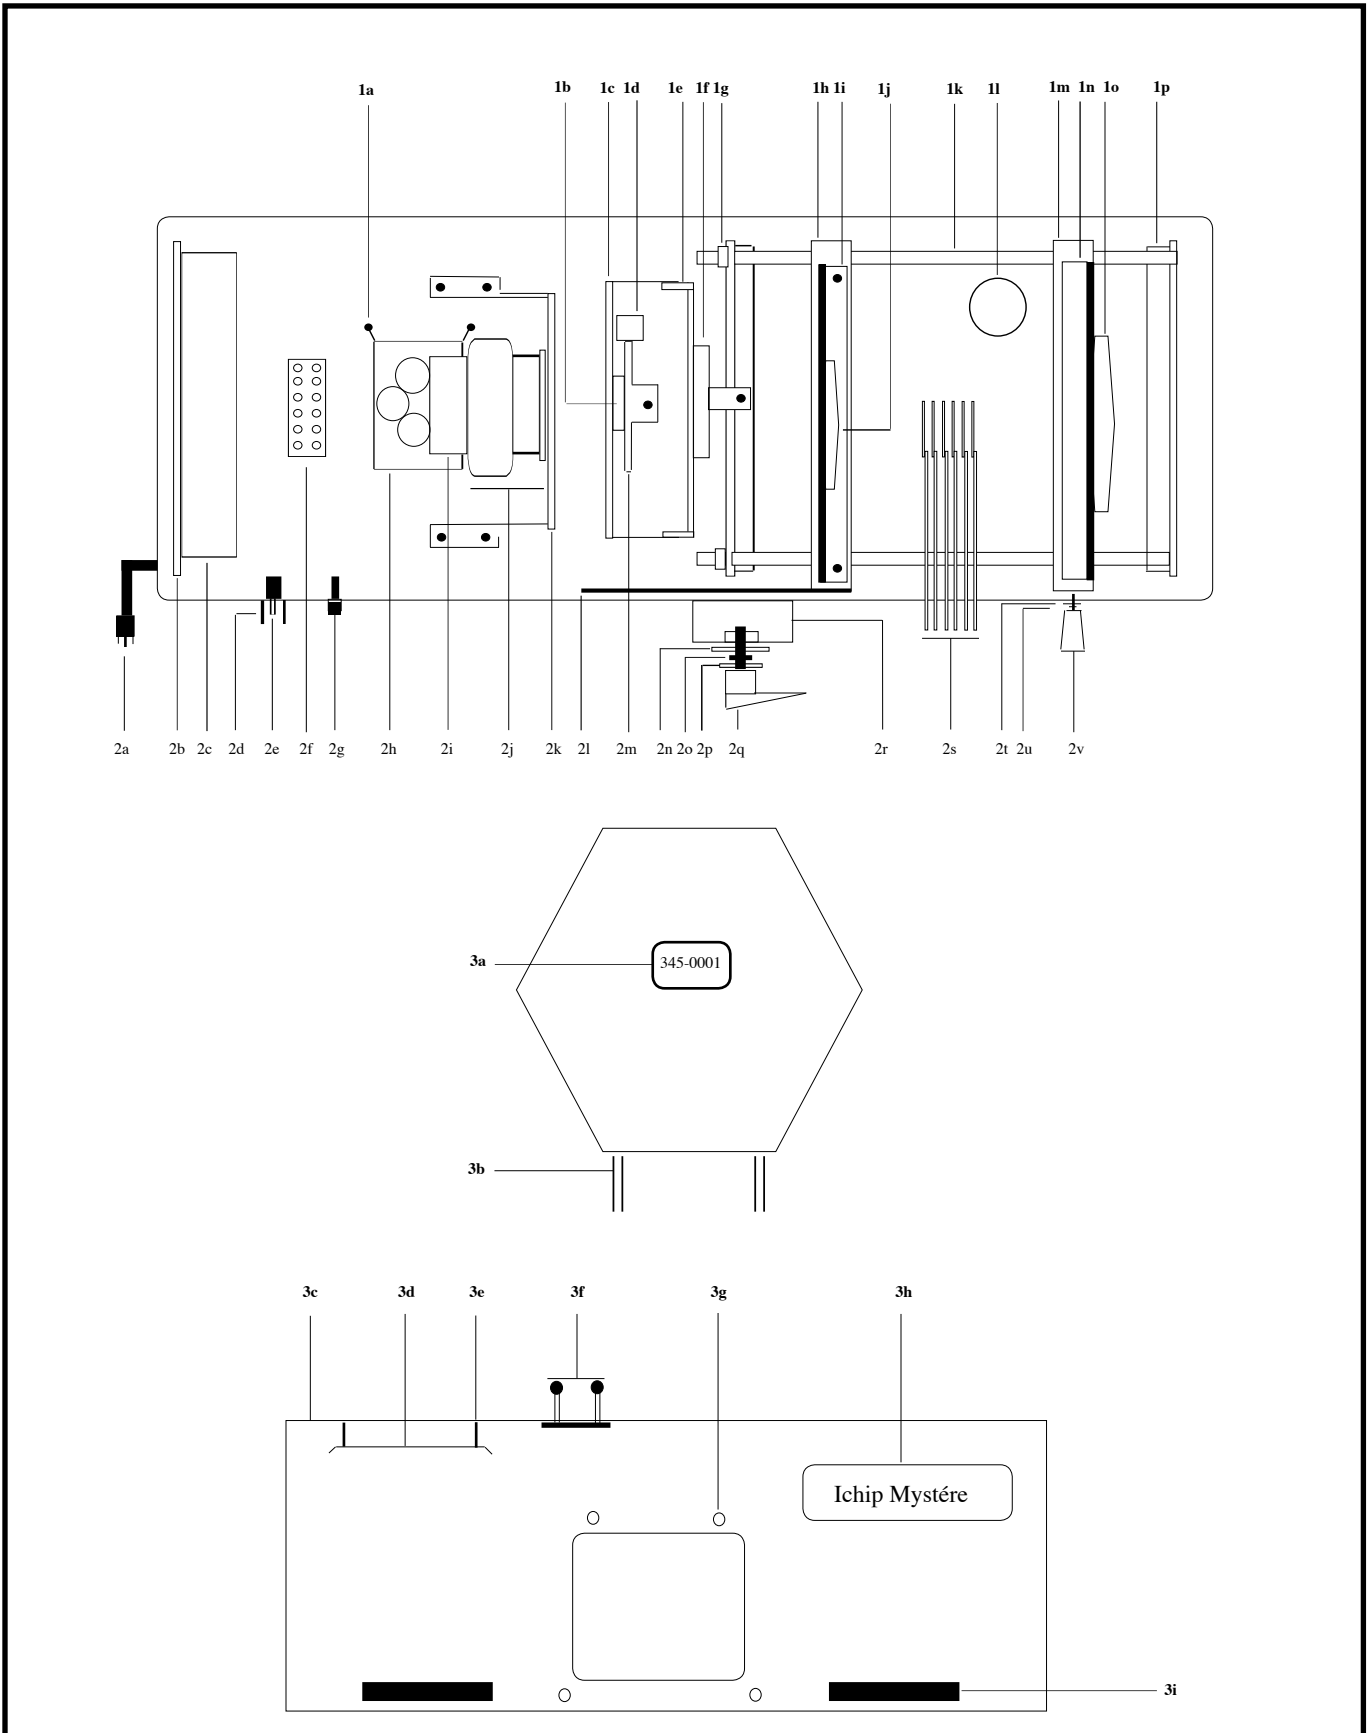 1a 1b 1c 1d 1e 1f 1g 1h 1i 1j 1k 1l 1m 1n 1o 1p
2a 2b 2c 2d 2e 2f 2g 2h 2i 2j 2k 2l 2m 2n 2o 2p 2q 2r 2s 2t 2u 2v
3a 345-0001
3b
3c 3d 3e 3f 3g 3h
Ichip Mystére
3i